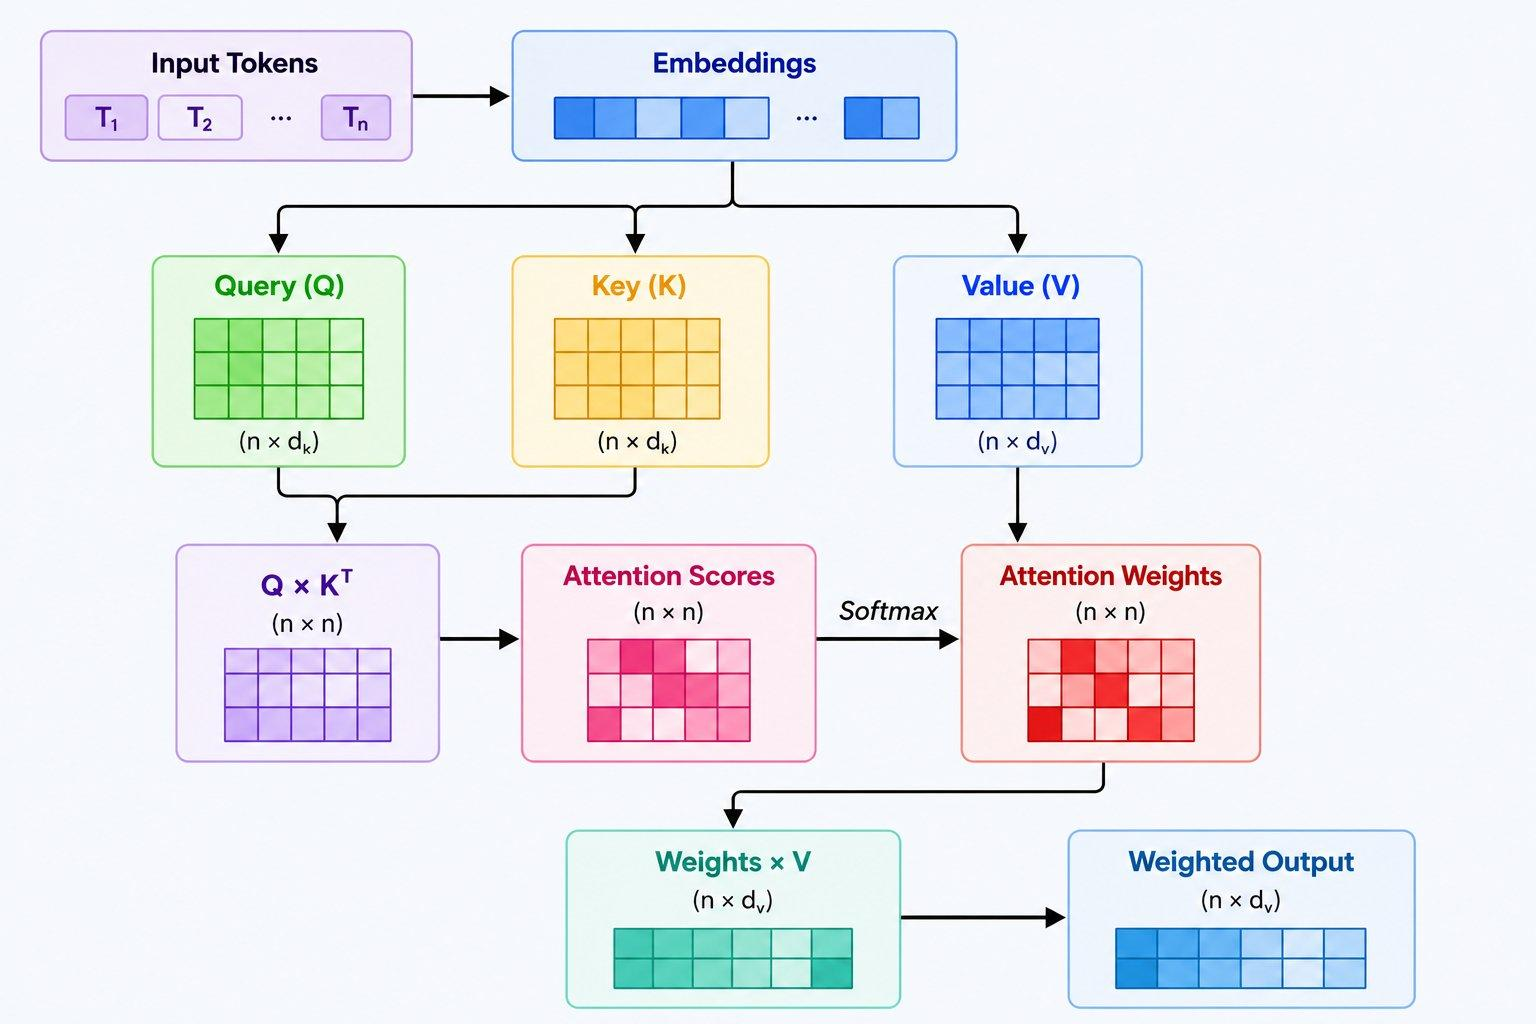 Input Tokens
T₁ T₂ ... Tₙ
Embeddings
...
Query (Q)
(n × dₖ)
Key (K)
(n × dₖ)
Value (V)
(n × dᵥ)
Q × Kᵀ
(n × n)
Attention Scores
(n × n)
Softmax
Attention Weights
(n × n)
Weights × V
(n × dᵥ)
Weighted Output
(n × dᵥ)